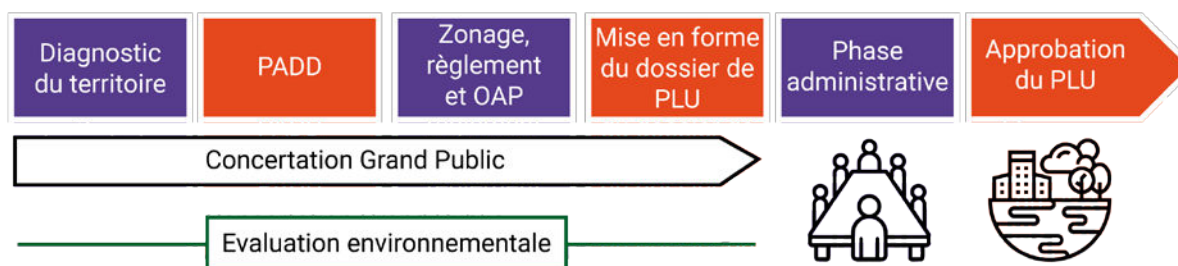 Diagnostic
du territoire
PADD
Zonage,
règlement
et OAP
Mise en forme
du dossier de
PLU
Phase
administrative
Approbation
du PLU
Concertation Grand Public
Evaluation environnementale